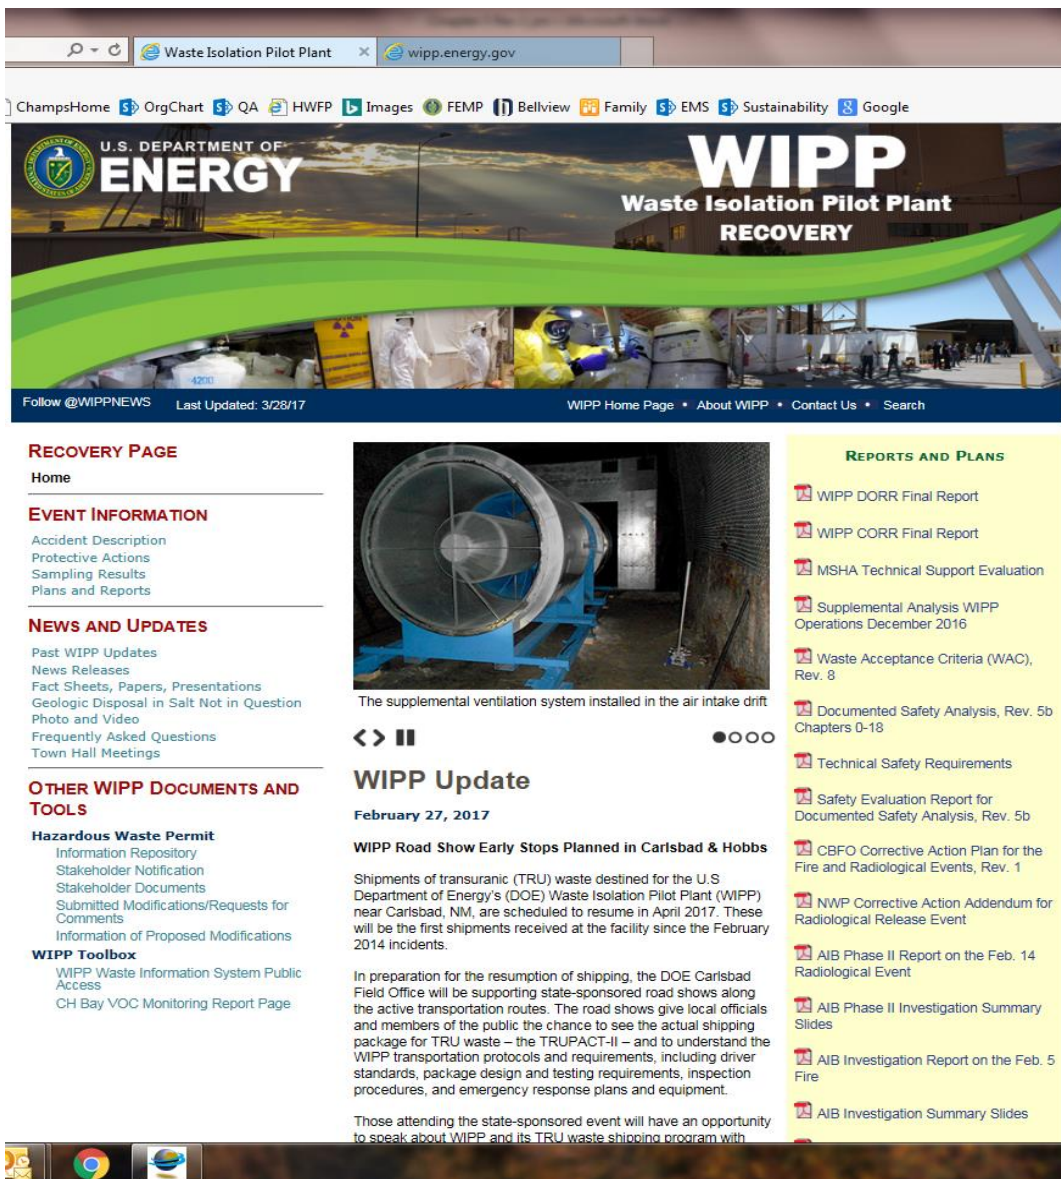 Waste Isolation Pilot Plant
wipp.energy.gov
ChampsHome OrgChart QA HWFP Images FEMP Bellview Family EMS Sustainability Google
U.S. DEPARTMENT OF
ENERGY
WIPP
Waste Isolation Pilot Plant
RECOVERY
4200
Follow @WIPPNEWS Last Updated: 3/28/17 WIPP Home Page • About WIPP • Contact Us • Search
RECOVERY PAGE
Home
EVENT INFORMATION
Accident Description
Protective Actions
Sampling Results
Plans and Reports
NEWS AND UPDATES
Past WIPP Updates
News Releases
Fact Sheets, Papers, Presentations
Geologic Disposal in Salt Not in Question
Photo and Video
Frequently Asked Questions
Town Hall Meetings
OTHER WIPP DOCUMENTS AND
TOOLS
Hazardous Waste Permit
Information Repository
Stakeholder Notification
Stakeholder Documents
Submitted Modifications/Requests for
Comments
Information of Proposed Modifications
WIPP Toolbox
WIPP Waste Information System Public
Access
CH Bay VOC Monitoring Report Page
The supplemental ventilation system installed in the air intake drift
WIPP Update
February 27, 2017
WIPP Road Show Early Stops Planned in Carlsbad & Hobbs
Shipments of transuranic (TRU) waste destined for the U.S
Department of Energy's (DOE) Waste Isolation Pilot Plant (WIPP)
near Carlsbad, NM, are scheduled to resume in April 2017. These
will be the first shipments received at the facility since the February
2014 incidents.
In preparation for the resumption of shipping, the DOE Carlsbad
Field Office will be supporting state-sponsored road shows along
the active transportation routes. The road shows give local officials
and members of the public the chance to see the actual shipping
package for TRU waste – the TRUPACT-II – and to understand the
WIPP transportation protocols and requirements, including driver
standards, package design and testing requirements, inspection
procedures, and emergency response plans and equipment.
Those attending the state-sponsored event will have an opportunity
to speak about WIPP and its TRU waste shipping program with
REPORTS AND PLANS
WIPP DORR Final Report
WIPP CORR Final Report
MSHA Technical Support Evaluation
Supplemental Analysis WIPP
Operations December 2016
Waste Acceptance Criteria (WAC),
Rev. 8
Documented Safety Analysis, Rev. 5b
Chapters 0-18
Technical Safety Requirements
Safety Evaluation Report for
Documented Safety Analysis, Rev. 5b
CBFO Corrective Action Plan for the
Fire and Radiological Events, Rev. 1
NWP Corrective Action Addendum for
Radiological Release Event
AIB Phase II Report on the Feb. 14
Radiological Event
AIB Phase II Investigation Summary
Slides
AIB Investigation Report on the Feb. 5
Fire
AIB Investigation Summary Slides